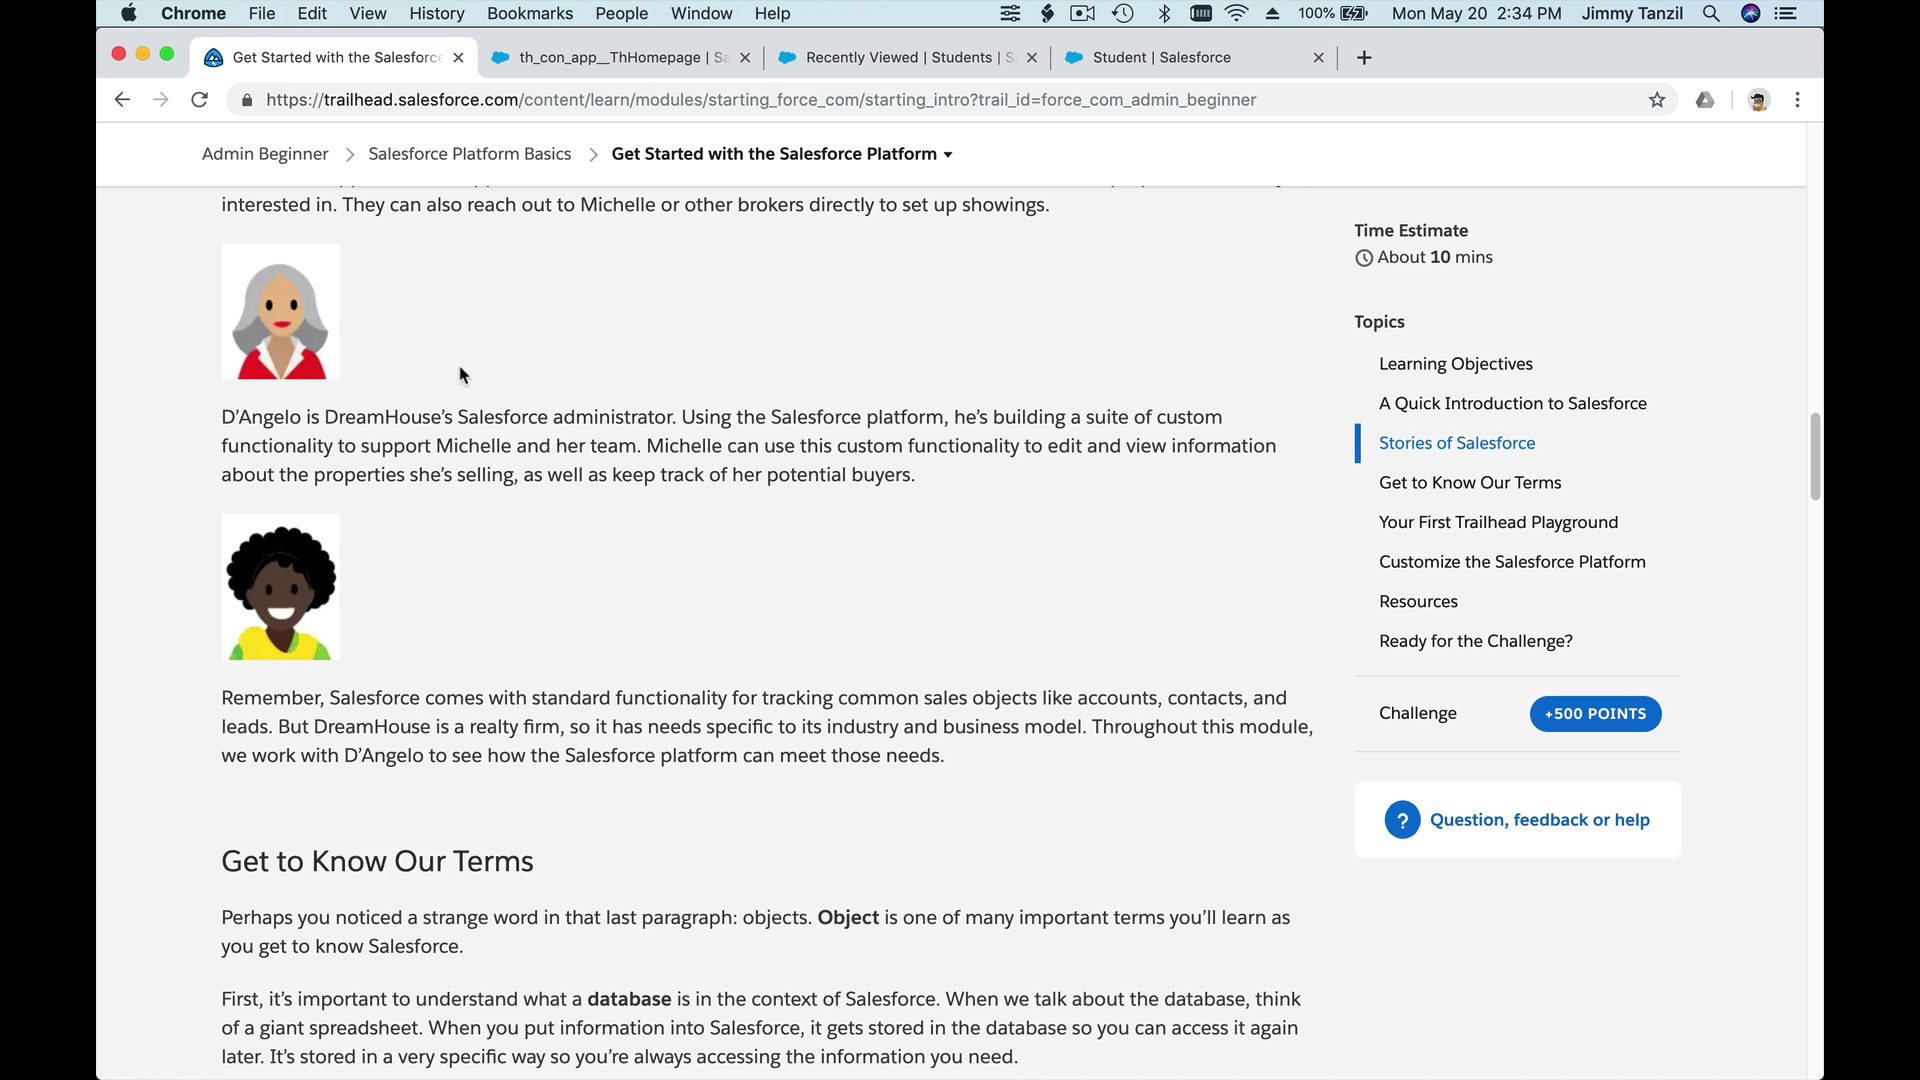 Chrome File Edit View History Bookmarks People Window Help 100% Mon May 20 2:34 PM Jimmy Tanzil
Get Started with the Salesforce th_con_app__ThHomepage | Sa Recently Viewed | Students | S Student | Salesforce
https://trailhead.salesforce.com/content/learn/modules/starting_force_com/starting_intro?trail_id=force_com_admin_beginner
Admin Beginner Salesforce Platform Basics Get Started with the Salesforce Platform
interested in. They can also reach out to Michelle or other brokers directly to set up showings.
D’Angelo is DreamHouse’s Salesforce administrator. Using the Salesforce platform, he’s building a suite of custom
functionality to support Michelle and her team. Michelle can use this custom functionality to edit and view information
about the properties she’s selling, as well as keep track of her potential buyers.
Remember, Salesforce comes with standard functionality for tracking common sales objects like accounts, contacts, and
leads. But DreamHouse is a realty firm, so it has needs specific to its industry and business model. Throughout this module,
we work with D’Angelo to see how the Salesforce platform can meet those needs.
Get to Know Our Terms
Perhaps you noticed a strange word in that last paragraph: objects. Object is one of many important terms you’ll learn as
you get to know Salesforce.
First, it’s important to understand what a database is in the context of Salesforce. When we talk about the database, think
of a giant spreadsheet. When you put information into Salesforce, it gets stored in the database so you can access it again
later. It’s stored in a very specific way so you’re always accessing the information you need.
Time Estimate
About 10 mins
Topics
Learning Objectives
A Quick Introduction to Salesforce
Stories of Salesforce
Get to Know Our Terms
Your First Trailhead Playground
Customize the Salesforce Platform
Resources
Ready for the Challenge?
Challenge +500 POINTS
? Question, feedback or help